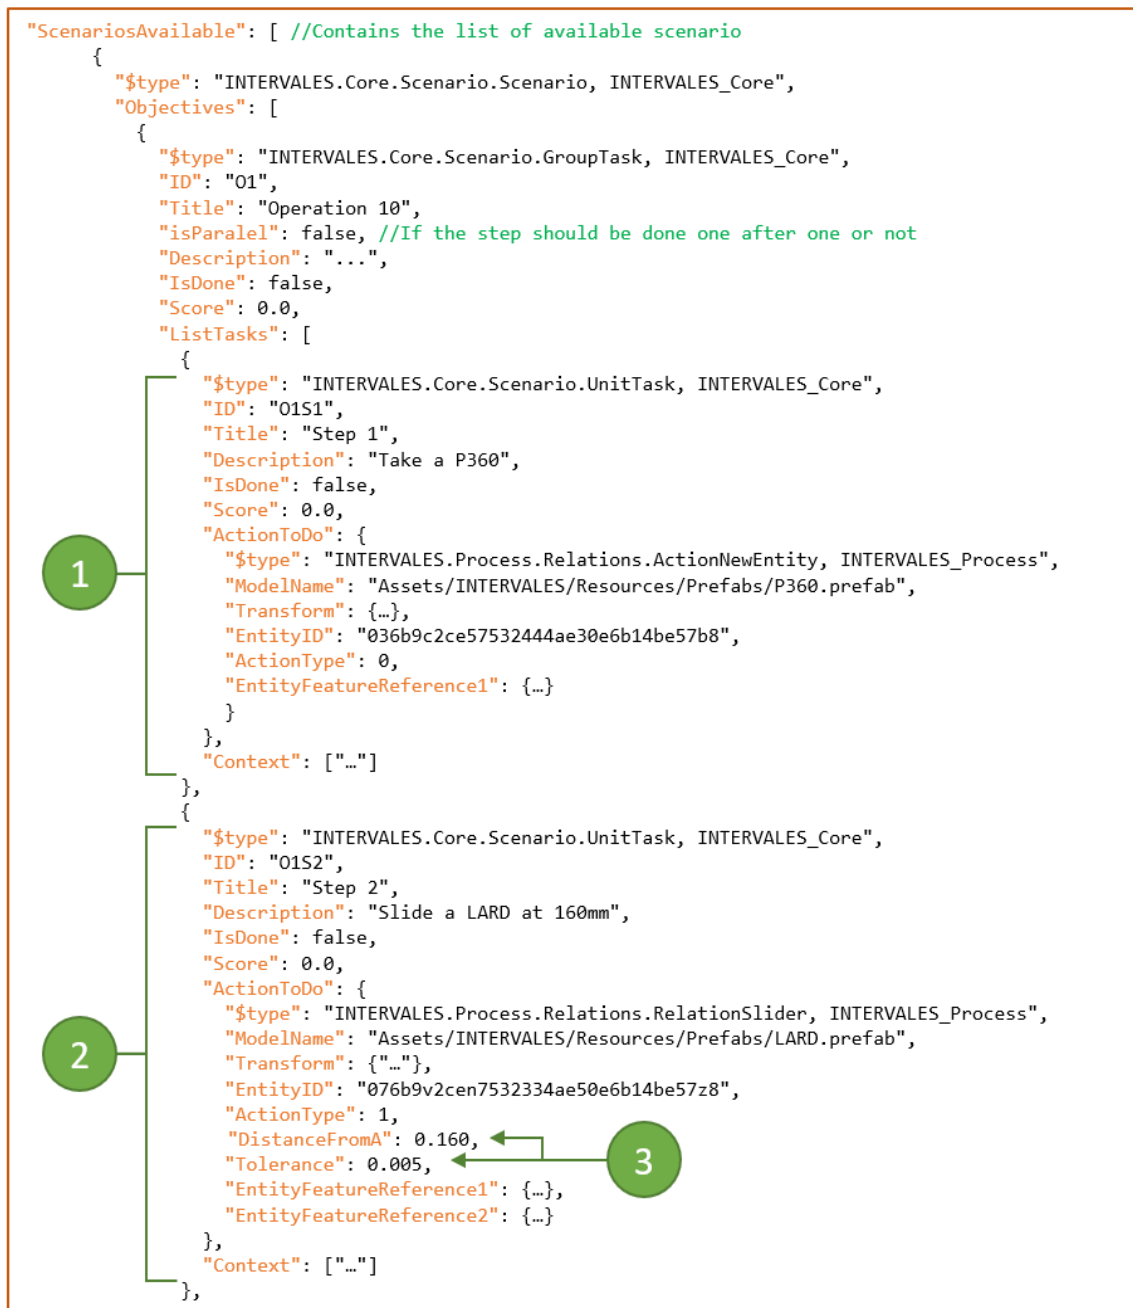 "ScenariosAvailable": [ //Contains the list of available scenario
{
"$type": "INTERVALES.Core.Scenario.Scenario, INTERVALES_Core",
"Objectives": [
{
"$type": "INTERVALES.Core.Scenario.GroupTask, INTERVALES_Core",
"ID": "O1",
"Title": "Operation 10",
"isParalel": false, //If the step should be done one after one or not
"Description": "...",
"IsDone": false,
"Score": 0.0,
"ListTasks": [
{
"$type": "INTERVALES.Core.Scenario.UnitTask, INTERVALES_Core",
"ID": "O1S1",
"Title": "Step 1",
"Description": "Take a P360",
"IsDone": false,
"Score": 0.0,
"ActionToDo": {
1
"$type": "INTERVALES.Process.Relations.ActionNewEntity, INTERVALES_Process",
"ModelName": "Assets/INTERVALES/Resources/Prefabs/P360.prefab",
"Transform": {…},
"EntityID": "036b9c2ce57532444ae30e6b14be57b8",
"ActionType": 0,
"EntityFeatureReference1": {…}
}
},
"Context": ["…"]
},
{
"$type": "INTERVALES.Core.Scenario.UnitTask, INTERVALES_Core",
"ID": "O1S2",
"Title": "Step 2",
"Description": "Slide a LARD at 160mm",
"IsDone": false,
"Score": 0.0,
"ActionToDo": {
"$type": "INTERVALES.Process.Relations.RelationSlider, INTERVALES_Process",
"ModelName": "Assets/INTERVALES/Resources/Prefabs/LARD.prefab",
2
"Transform": {"…"},
"EntityID": "076b9v2cen7532334ae50e6b14be57z8",
"ActionType": 1,
"DistanceFromA": 0.160,
3
"Tolerance": 0.005,
"EntityFeatureReference1": {…},
"EntityFeatureReference2": {…}
},
"Context": ["…"]
},